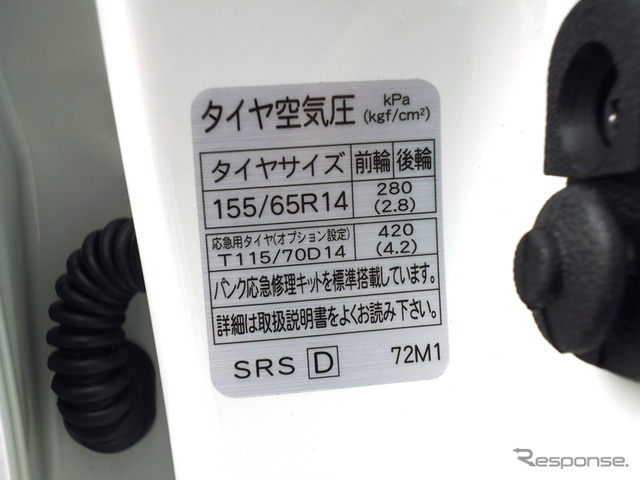 タイヤ空気圧 kPa (kgf/cm²)
タイヤサイズ 前輪 後輪
155/65R14 280 (2.8)
応急用タイヤ(オプション設定) 420
T115/70D14 (4.2)
パンク応急修理キットを標準搭載しています。
詳細は取扱説明書をよくお読み下さい。
SRS D 72M1
Response.